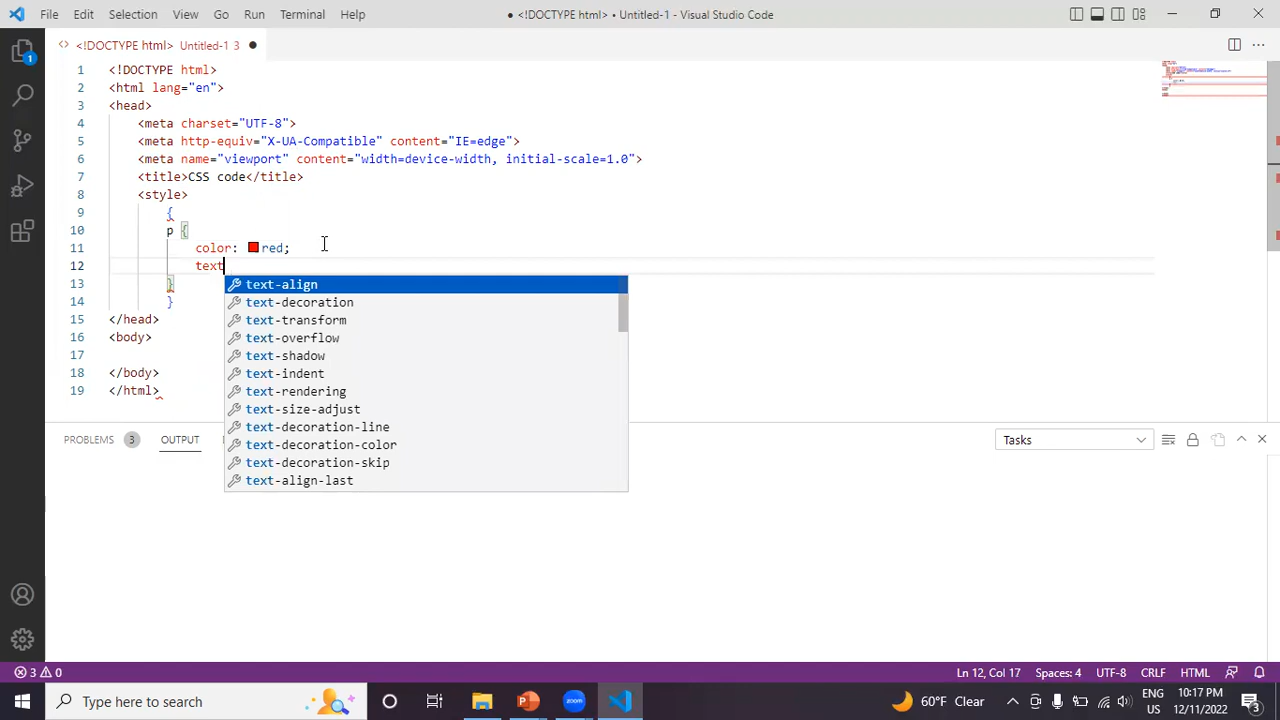 File Edit Selection View Go Run Terminal Help
● <!DOCTYPE html> • Untitled-1 - Visual Studio Code
<> <!DOCTYPE html> Untitled-1 3 ●
1 <!DOCTYPE html>
2 <html lang="en">
3 <head>
4 <meta charset="UTF-8">
5 <meta http-equiv="X-UA-Compatible" content="IE=edge">
6 <meta name="viewport" content="width=device-width, initial-scale=1.0">
7 <title>CSS code</title>
8 <style>
9 {
10 p {
11 color: red;
12 text
13 }
14 }
15 </head>
16 <body>
17
18 </body>
19 </html>
text-align
text-decoration
text-transform
text-overflow
text-shadow
text-indent
text-rendering
text-size-adjust
text-decoration-line
text-decoration-color
text-decoration-skip
text-align-last
1
PROBLEMS 3 OUTPUT
Tasks
3 0
Ln 12, Col 17 Spaces: 4 UTF-8 CRLF HTML
Type here to search
zoom
60°F Clear
ENG
US
10:17 PM
12/11/2022
3